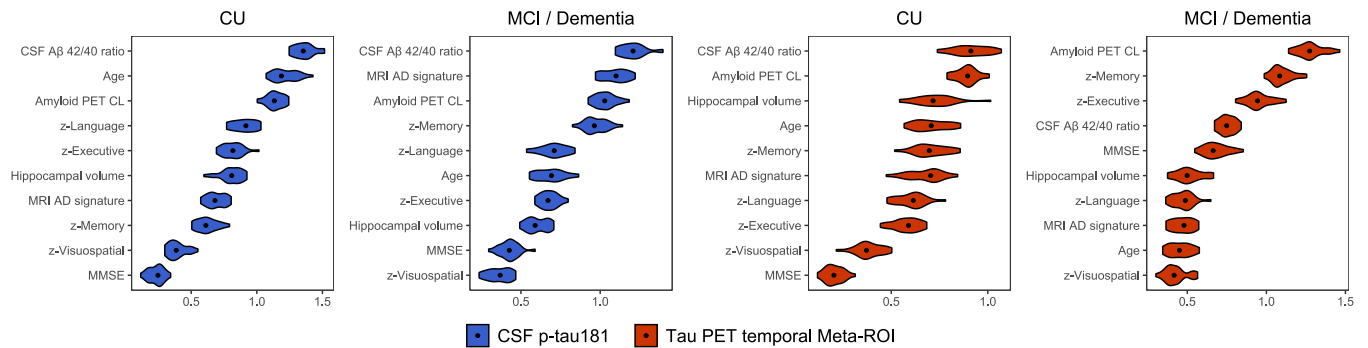 CU
CSF Aβ 42/40 ratio
Age
Amyloid PET CL
z-Language
z-Executive
Hippocampal volume
MRI AD signature
z-Memory
z-Visuospatial
MMSE
0.5 1.0 1.5
MCI / Dementia
CSF Aβ 42/40 ratio
MRI AD signature
Amyloid PET CL
z-Memory
z-Language
Age
z-Executive
Hippocampal volume
MMSE
z-Visuospatial
0.5 1.0
CU
CSF Aβ 42/40 ratio
Amyloid PET CL
Hippocampal volume
Age
z-Memory
MRI AD signature
z-Language
z-Executive
z-Visuospatial
MMSE
0.5 1.0
MCI / Dementia
Amyloid PET CL
z-Memory
z-Executive
CSF Aβ 42/40 ratio
MMSE
Hippocampal volume
z-Language
MRI AD signature
Age
z-Visuospatial
0.5 1.0 1.5
CSF p-tau181 Tau PET temporal Meta-ROI